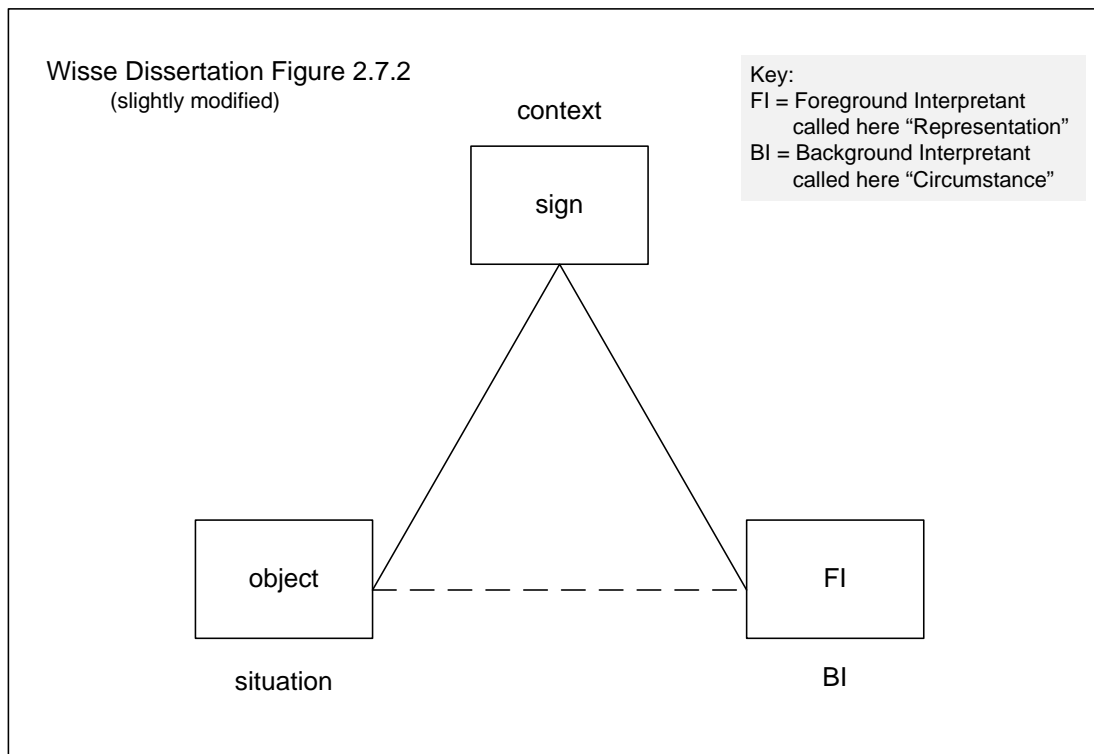 Wisse Dissertation Figure 2.7.2
(slightly modified)
Key:
FI = Foreground Interpretant
called here “Representation”
BI = Background Interpretant
called here “Circumstance”
context
sign
object
FI
situation
BI